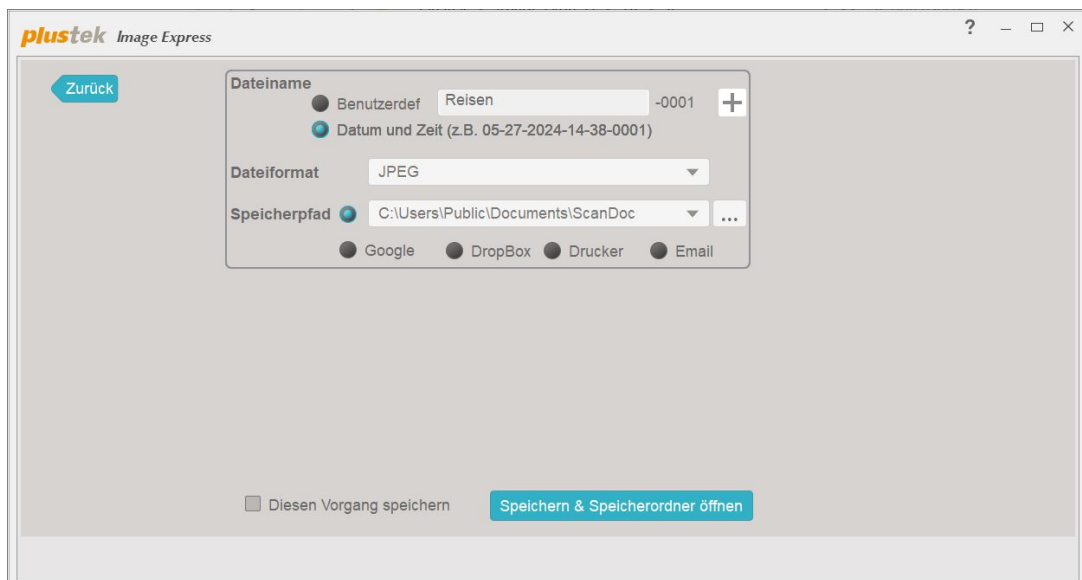 plustek Image Express
?
Zurück
Dateiname
Benutzerdef Reisen -0001 +
Datum und Zeit (z.B. 05-27-2024-14-38-0001)
Dateiformat JPEG
Speicherpfad C:\Users\Public\Documents\ScanDoc ...
Google DropBox Drucker Email
Diesen Vorgang speichern Speichern & Speicherordner öffnen